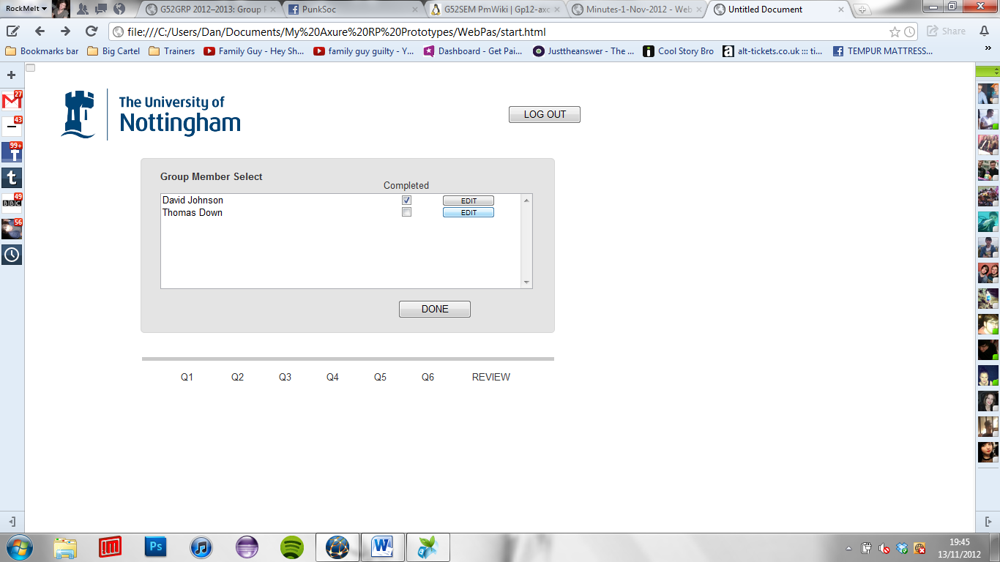 RockMelt
G52GRP 2012–2013: Group P
PunkSoc
G52SEM PmWiki | Gp12-axc
Minutes-1-Nov-2012 - Web
Untitled Document
file:///C:/Users/Dan/Documents/My%20Axure%20RP%20Prototypes/WebPas/start.html
Share
Bookmarks bar
Big Cartel
Trainers
Family Guy - Hey Sh...
family guy guilty - Y...
Dashboard - Get Pai...
Justtheanswer - The ...
Cool Story Bro
alt-tickets.co.uk ::: ti...
TEMPUR MATTRESS...
27
43
99+
49
BBC
56
The University of
Nottingham
LOG OUT
Group Member Select
Completed
David Johnson
EDIT
Thomas Down
EDIT
DONE
Q1 Q2 Q3 Q4 Q5 Q6 REVIEW
Ps
19:45
13/11/2012